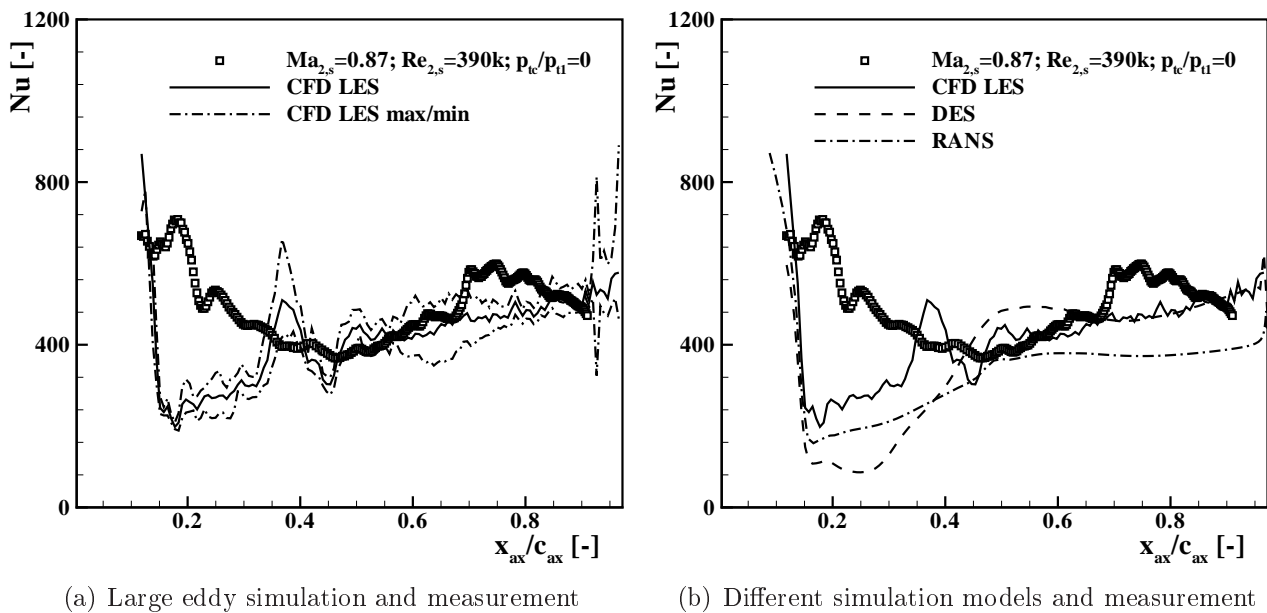 1200
800
400
0
Nu [-]
Ma2,s=0.87; Re2,s=390k; ptc/pt1=0
CFD LES
CFD LES max/min
0.2 0.4 0.6 0.8
xax/cax [-]
(a) Large eddy simulation and measurement
1200
800
400
0
Nu [-]
Ma2,s=0.87; Re2,s=390k; ptc/pt1=0
CFD LES
DES
RANS
0.2 0.4 0.6 0.8
xax/cax [-]
(b) Different simulation models and measurement